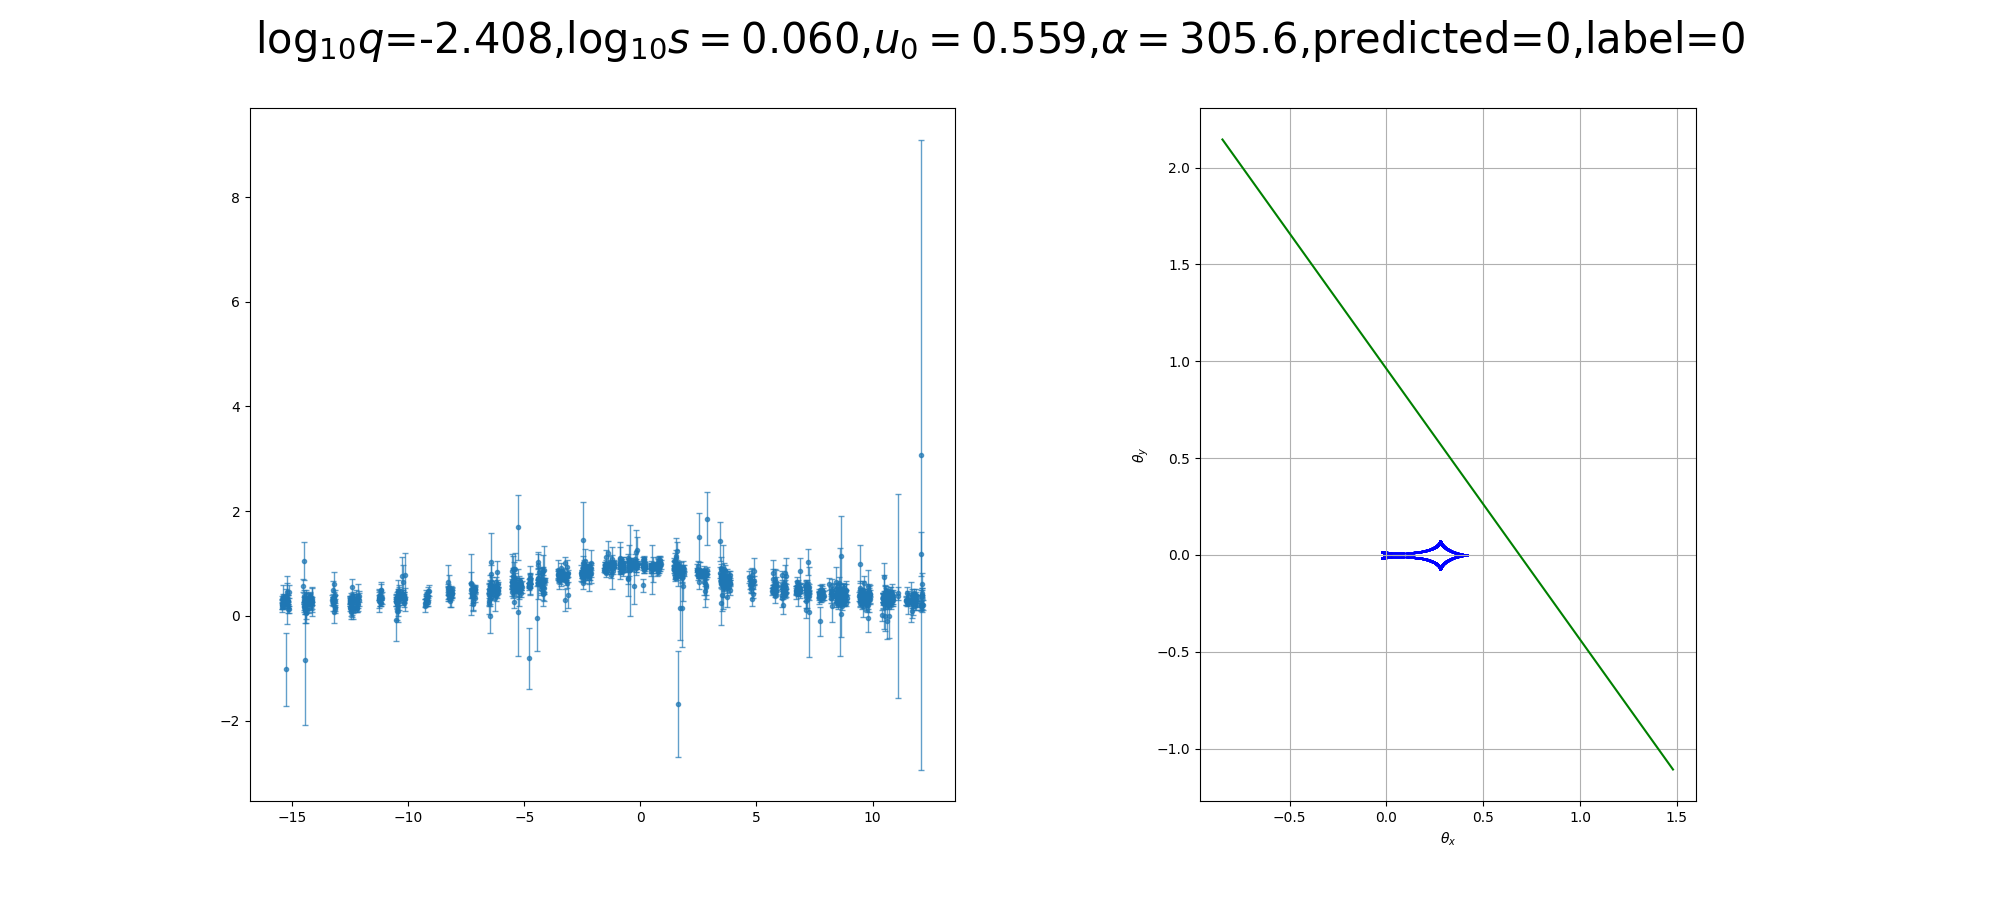 log₁₀q=-2.408,log₁₀s = 0.060,u₀ = 0.559,α = 305.6,predicted=0,label=0
8
6
4
2
0
−2
−15 −10 −5 0 5 10
2.0
1.5
1.0
0.5
0.0
−0.5
−1.0
θy
−0.5 0.0 0.5 1.0 1.5
θx